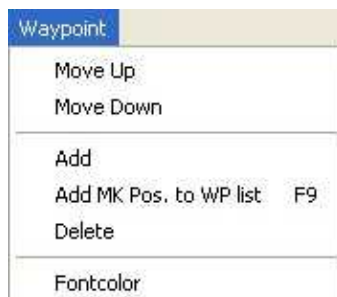 Waypoint
Move Up
Move Down
Add
Add MK Pos. to WP list F9
Delete
Fontcolor